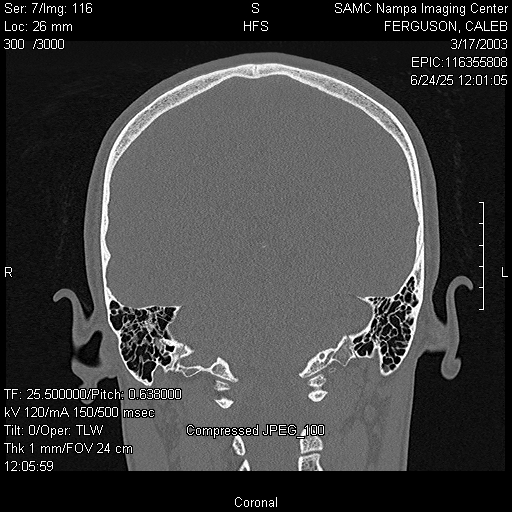 Ser: 7/Img: 116
S
SAMC Nampa Imaging Center
Loc: 26 mm
HFS
FERGUSON, CALEB
300 /3000
3/17/2003
EPIC:116355808
6/24/25 12:01:05
R
L
TF: 25.500000/Pitch: 0.638000
kV 120/mA 150/500 msec
Tilt: 0/Oper: TLW
Compressed JPEG_100
Thk 1 mm/FOV 24 cm
12:05:59
Coronal